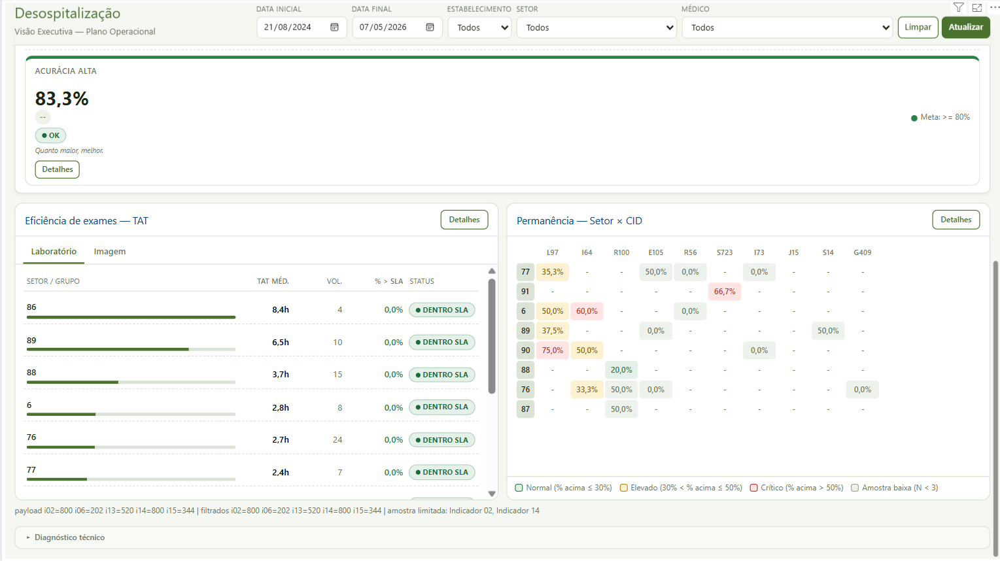 Desospitalização
Visão Executiva — Plano Operacional
DATA INICIAL
21/08/2024
DATA FINAL
07/05/2026
ESTABELECIMENTO
Todos
SETOR
Todos
MÉDICO
Todos
Limpar
Atualizar
ACURÁCIA ALTA
83,3%
--
OK
Quanto maior, melhor.
Detalhes
Meta: >= 80%
Eficiência de exames — TAT
Detalhes
Laboratório Imagem
SETOR / GRUPO TAT MÉD. VOL. % > SLA STATUS
86 8,4h 4 0,0% DENTRO SLA
89 6,5h 10 0,0% DENTRO SLA
88 3,7h 15 0,0% DENTRO SLA
6 2,8h 8 0,0% DENTRO SLA
76 2,7h 24 0,0% DENTRO SLA
77 2,4h 7 0,0% DENTRO SLA
Permanência — Setor × CID
Detalhes
L97 I64 R100 E105 R56 S723 I73 J15 S14 G409
77 35,3% - - 50,0% 0,0% - 0,0% - - -
91 - - - - - 66,7% - - - -
6 50,0% 60,0% - - 0,0% - - - - -
89 37,5% - - 0,0% - - - - 50,0% -
90 75,0% 50,0% - - - - 0,0% - - -
88 - - 20,0% - - - - - - -
76 - 33,3% 50,0% 0,0% - - - - - 0,0%
87 - - 50,0% - - - - - - -
Normal (% acima ≤ 30%) Elevado (30% < % acima ≤ 50%) Crítico (% acima > 50%) Amostra baixa (N < 3)
payload i02=800 i06=202 i13=520 i14=800 i15=344 | filtrados i02=800 i06=202 i13=520 i14=800 i15=344 | amostra limitada: Indicador 02, Indicador 14
Diagnóstico técnico